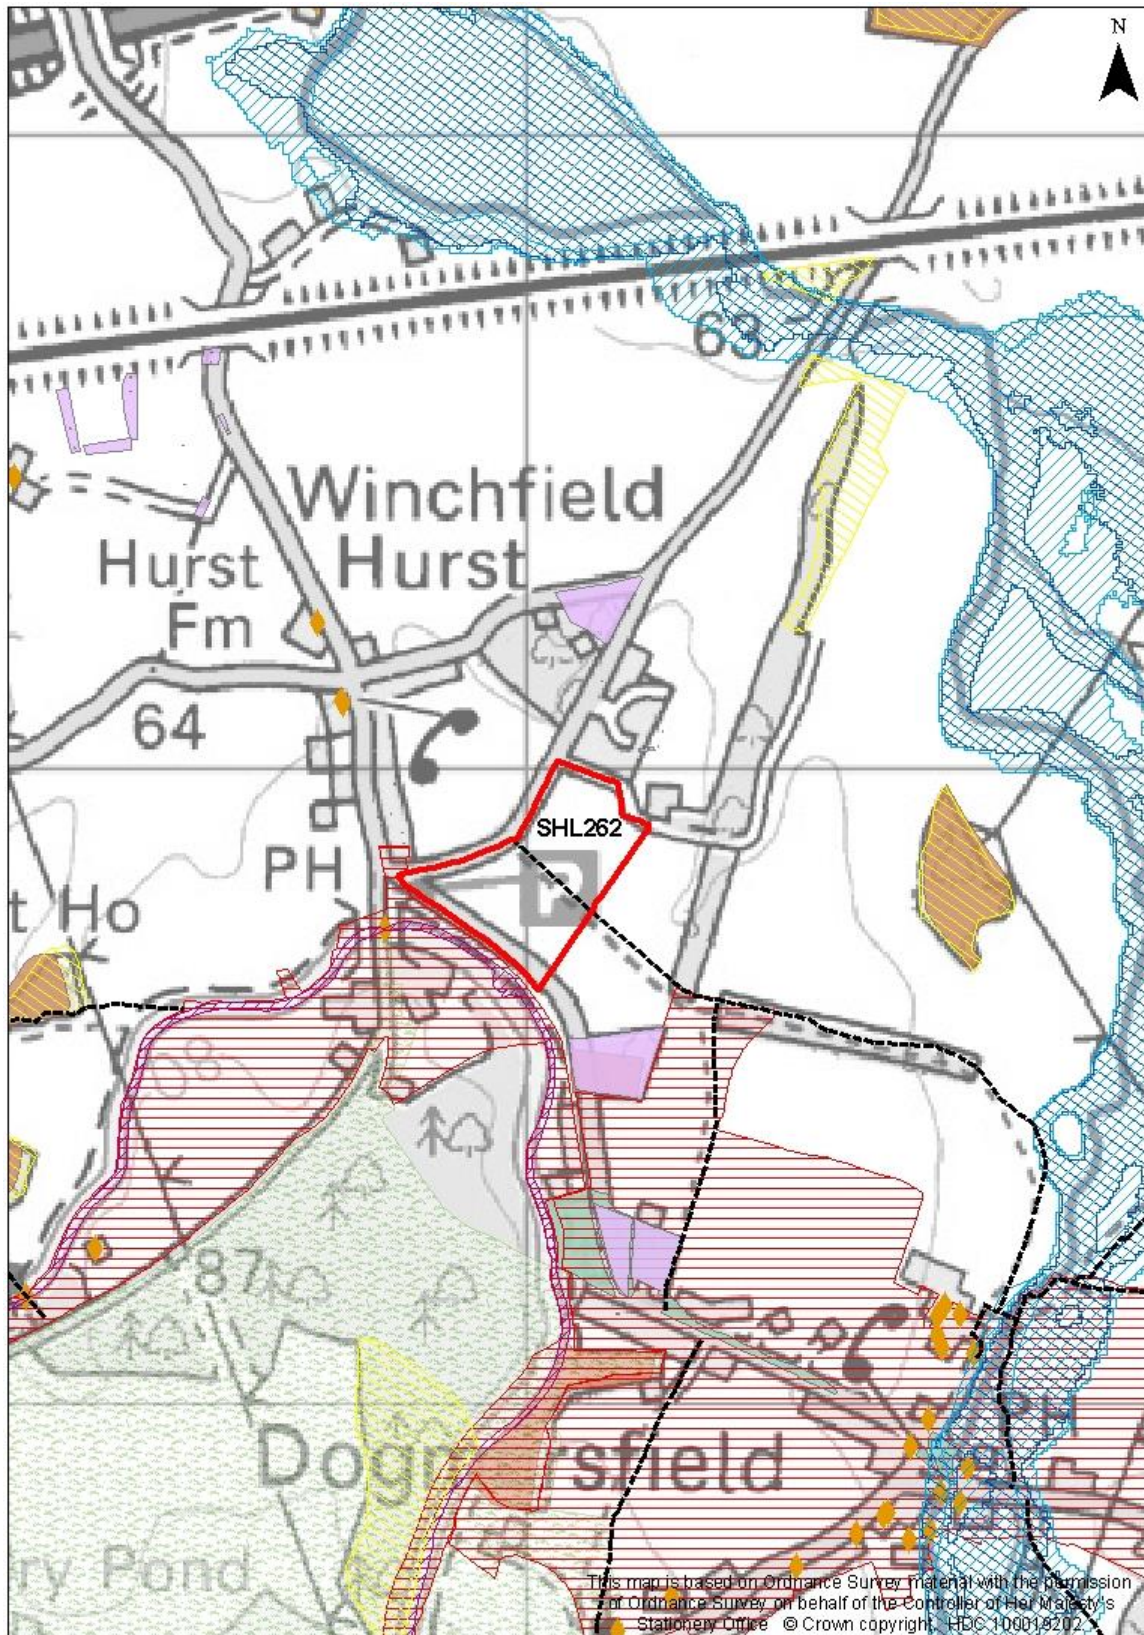 N
63
Winchfield
Hurst
Hurst
Fm
64
SHL262
PH
P
t Ho
80
87
PH
Dogmersfield
ry Pond
This map is based on Ordnance Survey material with the permission
of Ordnance Survey on behalf of the Controller of Her Majesty's
Stationery Office © Crown copyright. HDC 100019202